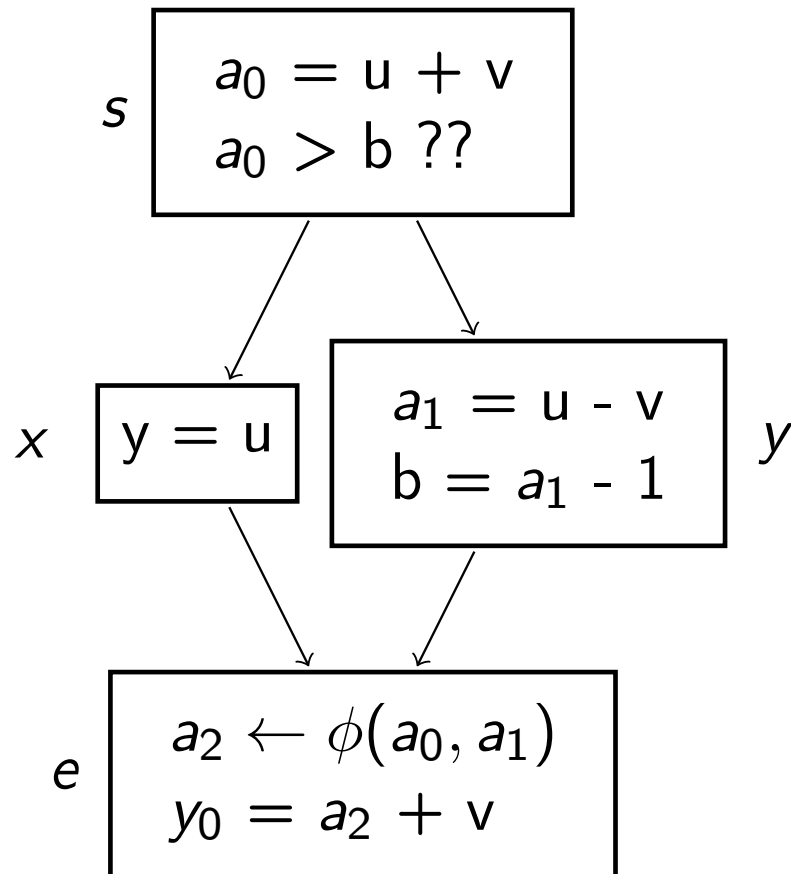 s
a₀ = u + v
a₀ > b ??
x
y = u
a₁ = u - v
b = a₁ - 1
y
e
a₂ ← ϕ(a₀, a₁)
y₀ = a₂ + v